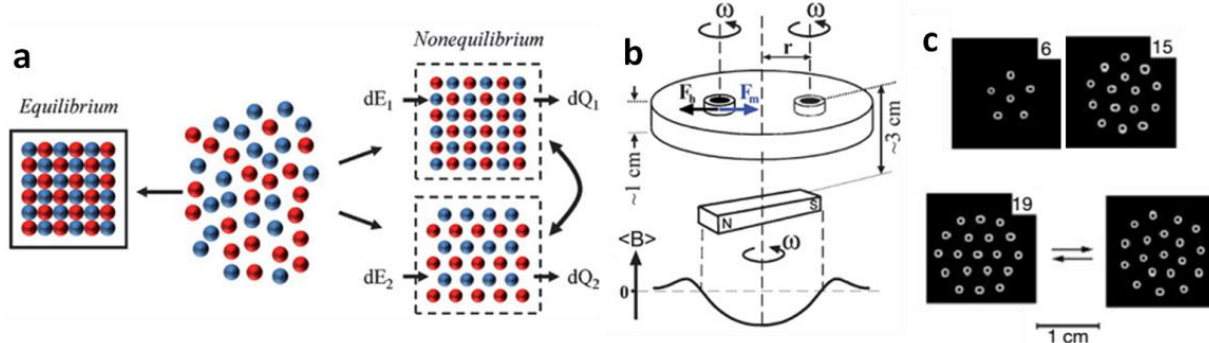 a
Equilibrium
Nonequilibrium
dE₁
dQ₁
dE₂
dQ₂
b
ω
ω
r
Fₕ
Fₘ
~1 cm
~3 cm
N
S
ω
<B>
0
c
6
15
19
1 cm